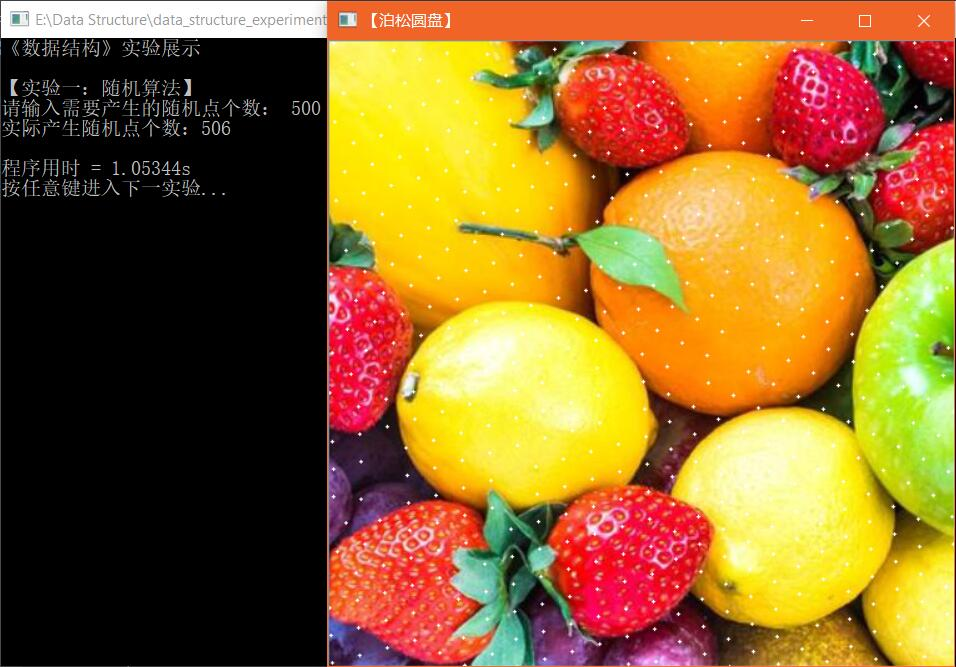 E:\Data Structure\data_structure_experiment
【泊松圆盘】
《数据结构》实验展示
【实验一：随机算法】
请输入需要产生的随机点个数： 500
实际产生随机点个数：506
程序用时 = 1.05344s
按任意键进入下一实验...